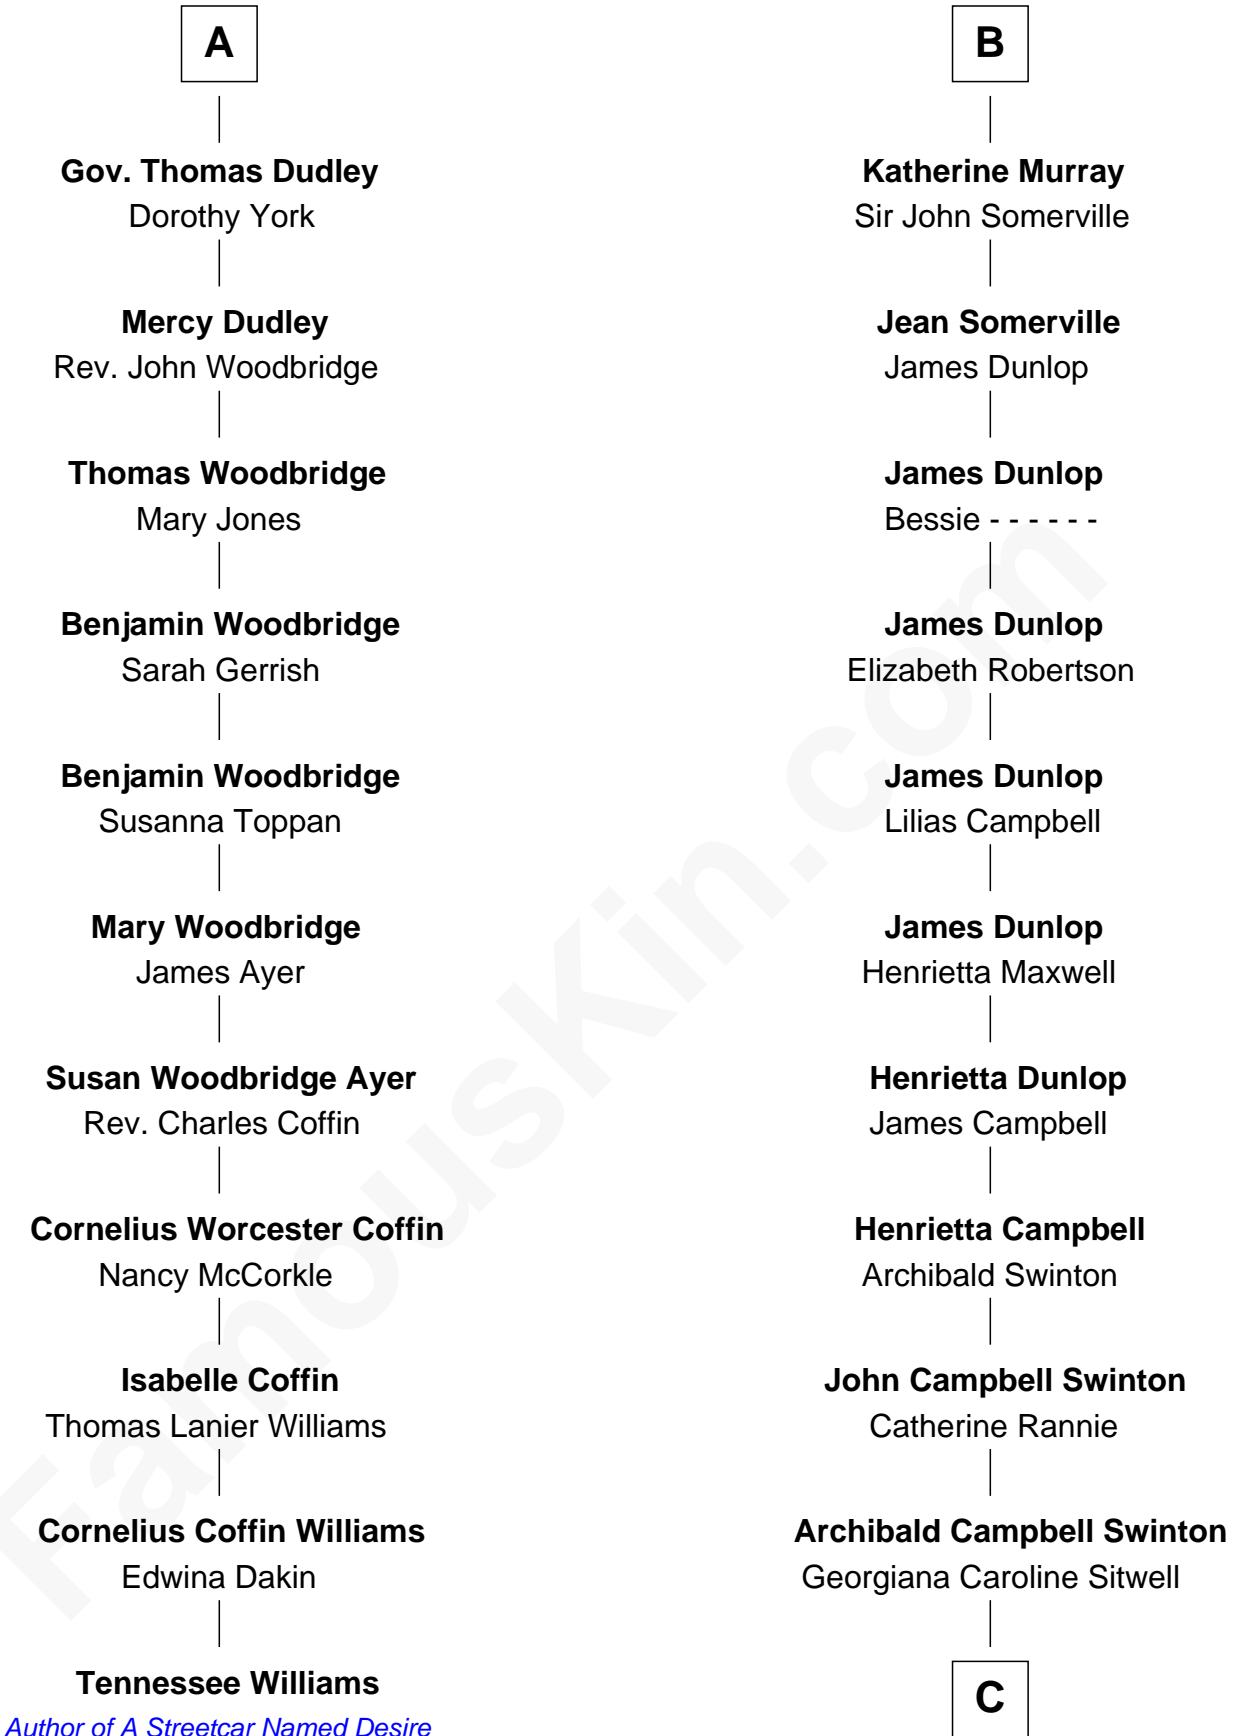 A
Gov. Thomas Dudley
Dorothy York
Mercy Dudley
Rev. John Woodbridge
Thomas Woodbridge
Mary Jones
Benjamin Woodbridge
Sarah Gerrish
Benjamin Woodbridge
Susanna Toppan
Mary Woodbridge
James Ayer
Susan Woodbridge Ayer
Rev. Charles Coffin
Cornelius Worcester Coffin
Nancy McCorkle
Isabelle Coffin
Thomas Lanier Williams
Cornelius Coffin Williams
Edwina Dakin
Tennessee Williams
Author of A Streetcar Named Desire
B
Katherine Murray
Sir John Somerville
Jean Somerville
James Dunlop
James Dunlop
Bessie - - - - - -
James Dunlop
Elizabeth Robertson
James Dunlop
Lilias Campbell
James Dunlop
Henrietta Maxwell
Henrietta Dunlop
James Campbell
Henrietta Campbell
Archibald Swinton
John Campbell Swinton
Catherine Rannie
Archibald Campbell Swinton
Georgiana Caroline Sitwell
C
FamousKin.com